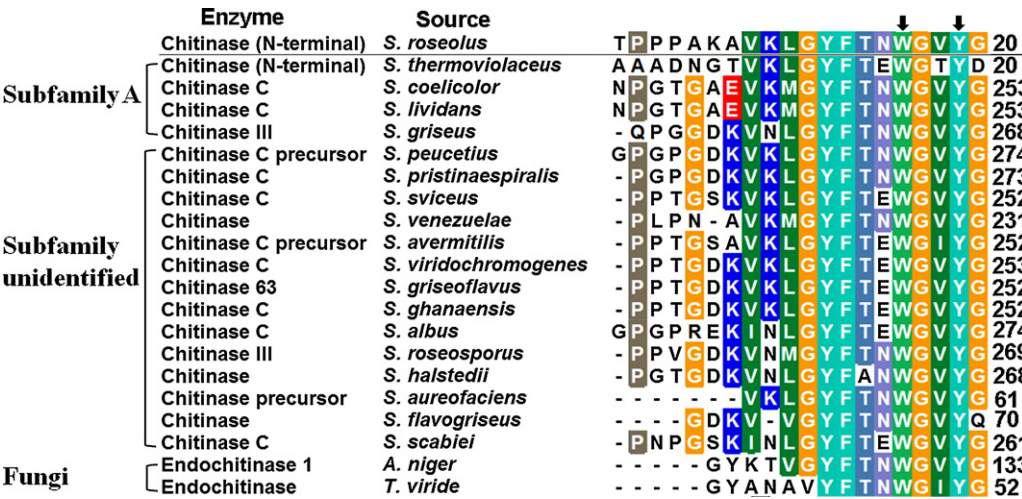 Enzyme Source
Chitinase (N-terminal) S. roseolus T P P P A K A V K L G Y F T N W G V Y G 20
Chitinase (N-terminal) S. thermoviolaceus A A A D N G T V K L G Y F T E W G T Y D 20
Subfamily A
Chitinase C S. coelicolor N P G T G A E V K M G Y F T N W G V Y G 253
Chitinase C S. lividans N P G T G A E V K M G Y F T N W G V Y G 253
Chitinase III S. griseus - Q P G G D K V N L G Y F T N W G V Y G 268
Chitinase C precursor S. peucetius G P G P G D K V K L G Y F T N W G V Y G 274
Chitinase C S. pristinaespiralis - P G P G D K V K L G Y F T N W G V Y G 273
Chitinase C S. sviceus - P P T G S K V K L G Y F T E W G V Y G 252
Chitinase S. venezuelae - P L P N - A V K M G Y F T N W G V Y G 231
Subfamily unidentified
Chitinase C precursor S. avermitilis - P P T G S A V K L G Y F T E W G I Y G 252
Chitinase C S. viridochromogenes - P P T G D K V K L G Y F T E W G V Y G 253
Chitinase 63 S. griseoflavus - P P T G D K V K L G Y F T E W G V Y G 252
Chitinase C S. ghanaensis - P P T G D K V K L G Y F T E W G V Y G 252
Chitinase C S. albus G P G P R E K I N L G Y F T E W G V Y G 274
Chitinase III S. roseosporus - P P V G D K V N M G Y F T N W G V Y G 269
Chitinase S. halstedii - P G T G D K V N L G Y F A N W G V Y G 268
Chitinase precursor S. aureofaciens - - - - - - - V K L G Y F T N W G V Y G 61
Chitinase S. flavogriseus - - - - G D K V - V G Y F T N W G V Y Q 70
Chitinase C S. scabiei - P N P G S K I N L G Y F T E W G V Y G 261
Fungi
Endochitinase 1 A. niger - - - - - G Y K T V G Y F T N W G V Y G 133
Endochitinase T. viride - - - - - G Y A N A V Y F T N W G I Y G 52